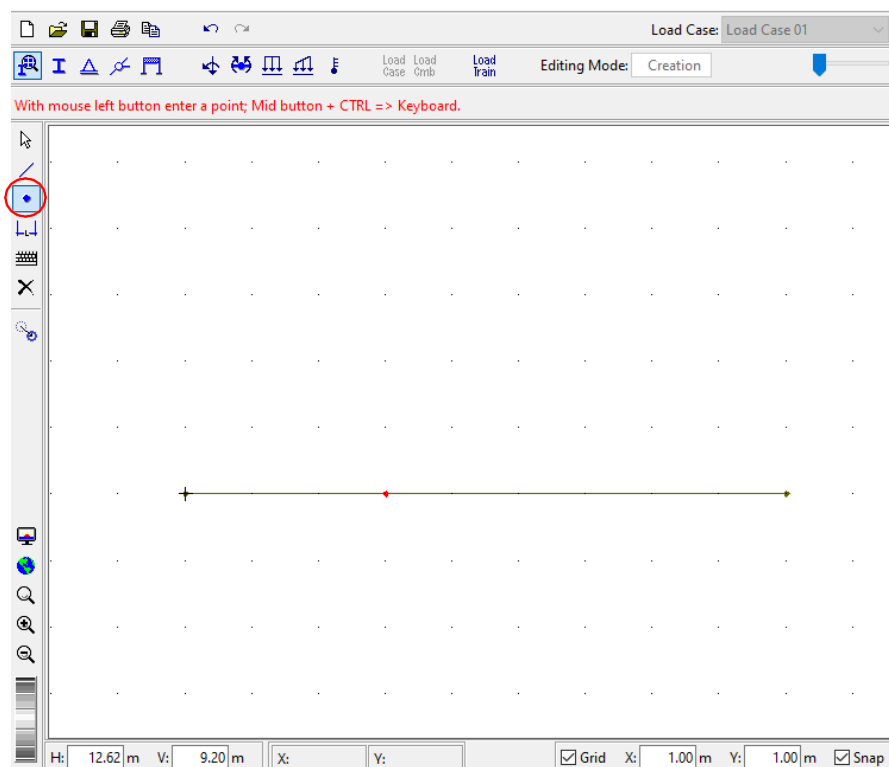 Load Case: Load Case 01
Load Case Load Cmb Load Train Editing Mode: Creation
With mouse left button enter a point; Mid button + CTRL => Keyboard.
L
H: 12.62 m V: 9.20 m X: Y: Grid X: 1.00 m Y: 1.00 m Snap